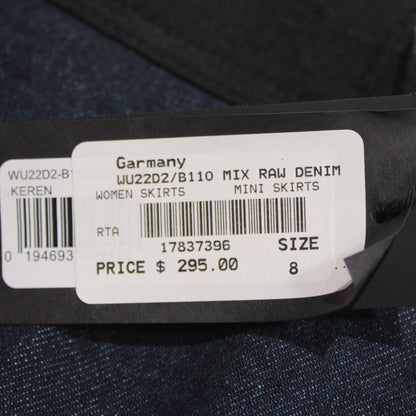 Garmany
WU22D2/B110 MIX RAW DENIM
WOMEN SKIRTS MINI SKIRTS
RTA
17837396
SIZE
PRICE $ 295.00
8
WU22D2-B1
KEREN
0 194693